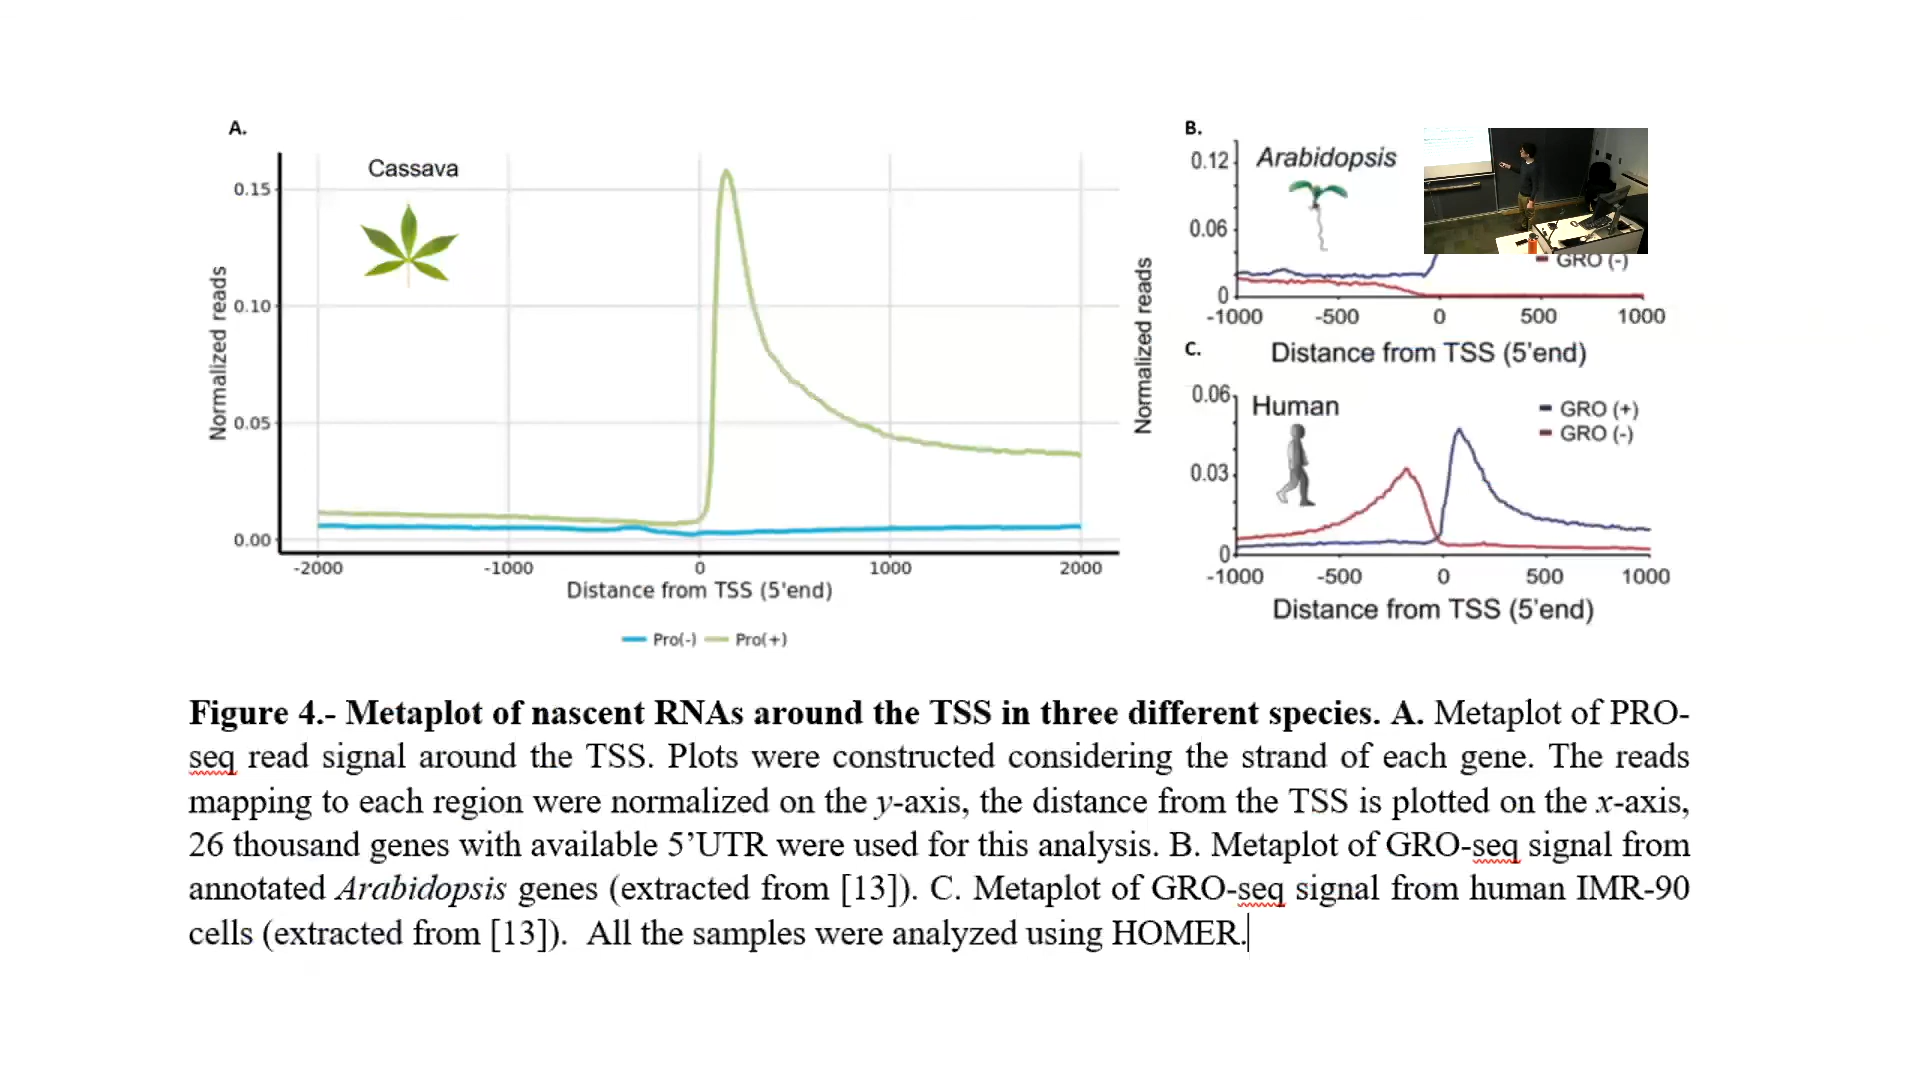 A.
Cassava
Normalized reads
0.15
0.10
0.05
0.00
-2000 -1000 0 1000 2000
Distance from TSS (5'end)
Pro(-) Pro(+)
Normalized reads
B.
Arabidopsis
0.12
0.06
0
GRO (-)
-1000 -500 0 500 1000
Distance from TSS (5'end)
C.
Human
0.06
0.03
0
GRO (+)
GRO (-)
-1000 -500 0 500 1000
Distance from TSS (5'end)
Figure 4.- Metaplot of nascent RNAs around the TSS in three different species. A. Metaplot of PRO-
seq read signal around the TSS. Plots were constructed considering the strand of each gene. The reads
mapping to each region were normalized on the y-axis, the distance from the TSS is plotted on the x-axis,
26 thousand genes with available 5’UTR were used for this analysis. B. Metaplot of GRO-seq signal from
annotated Arabidopsis genes (extracted from [13]). C. Metaplot of GRO-seq signal from human IMR-90
cells (extracted from [13]). All the samples were analyzed using HOMER.